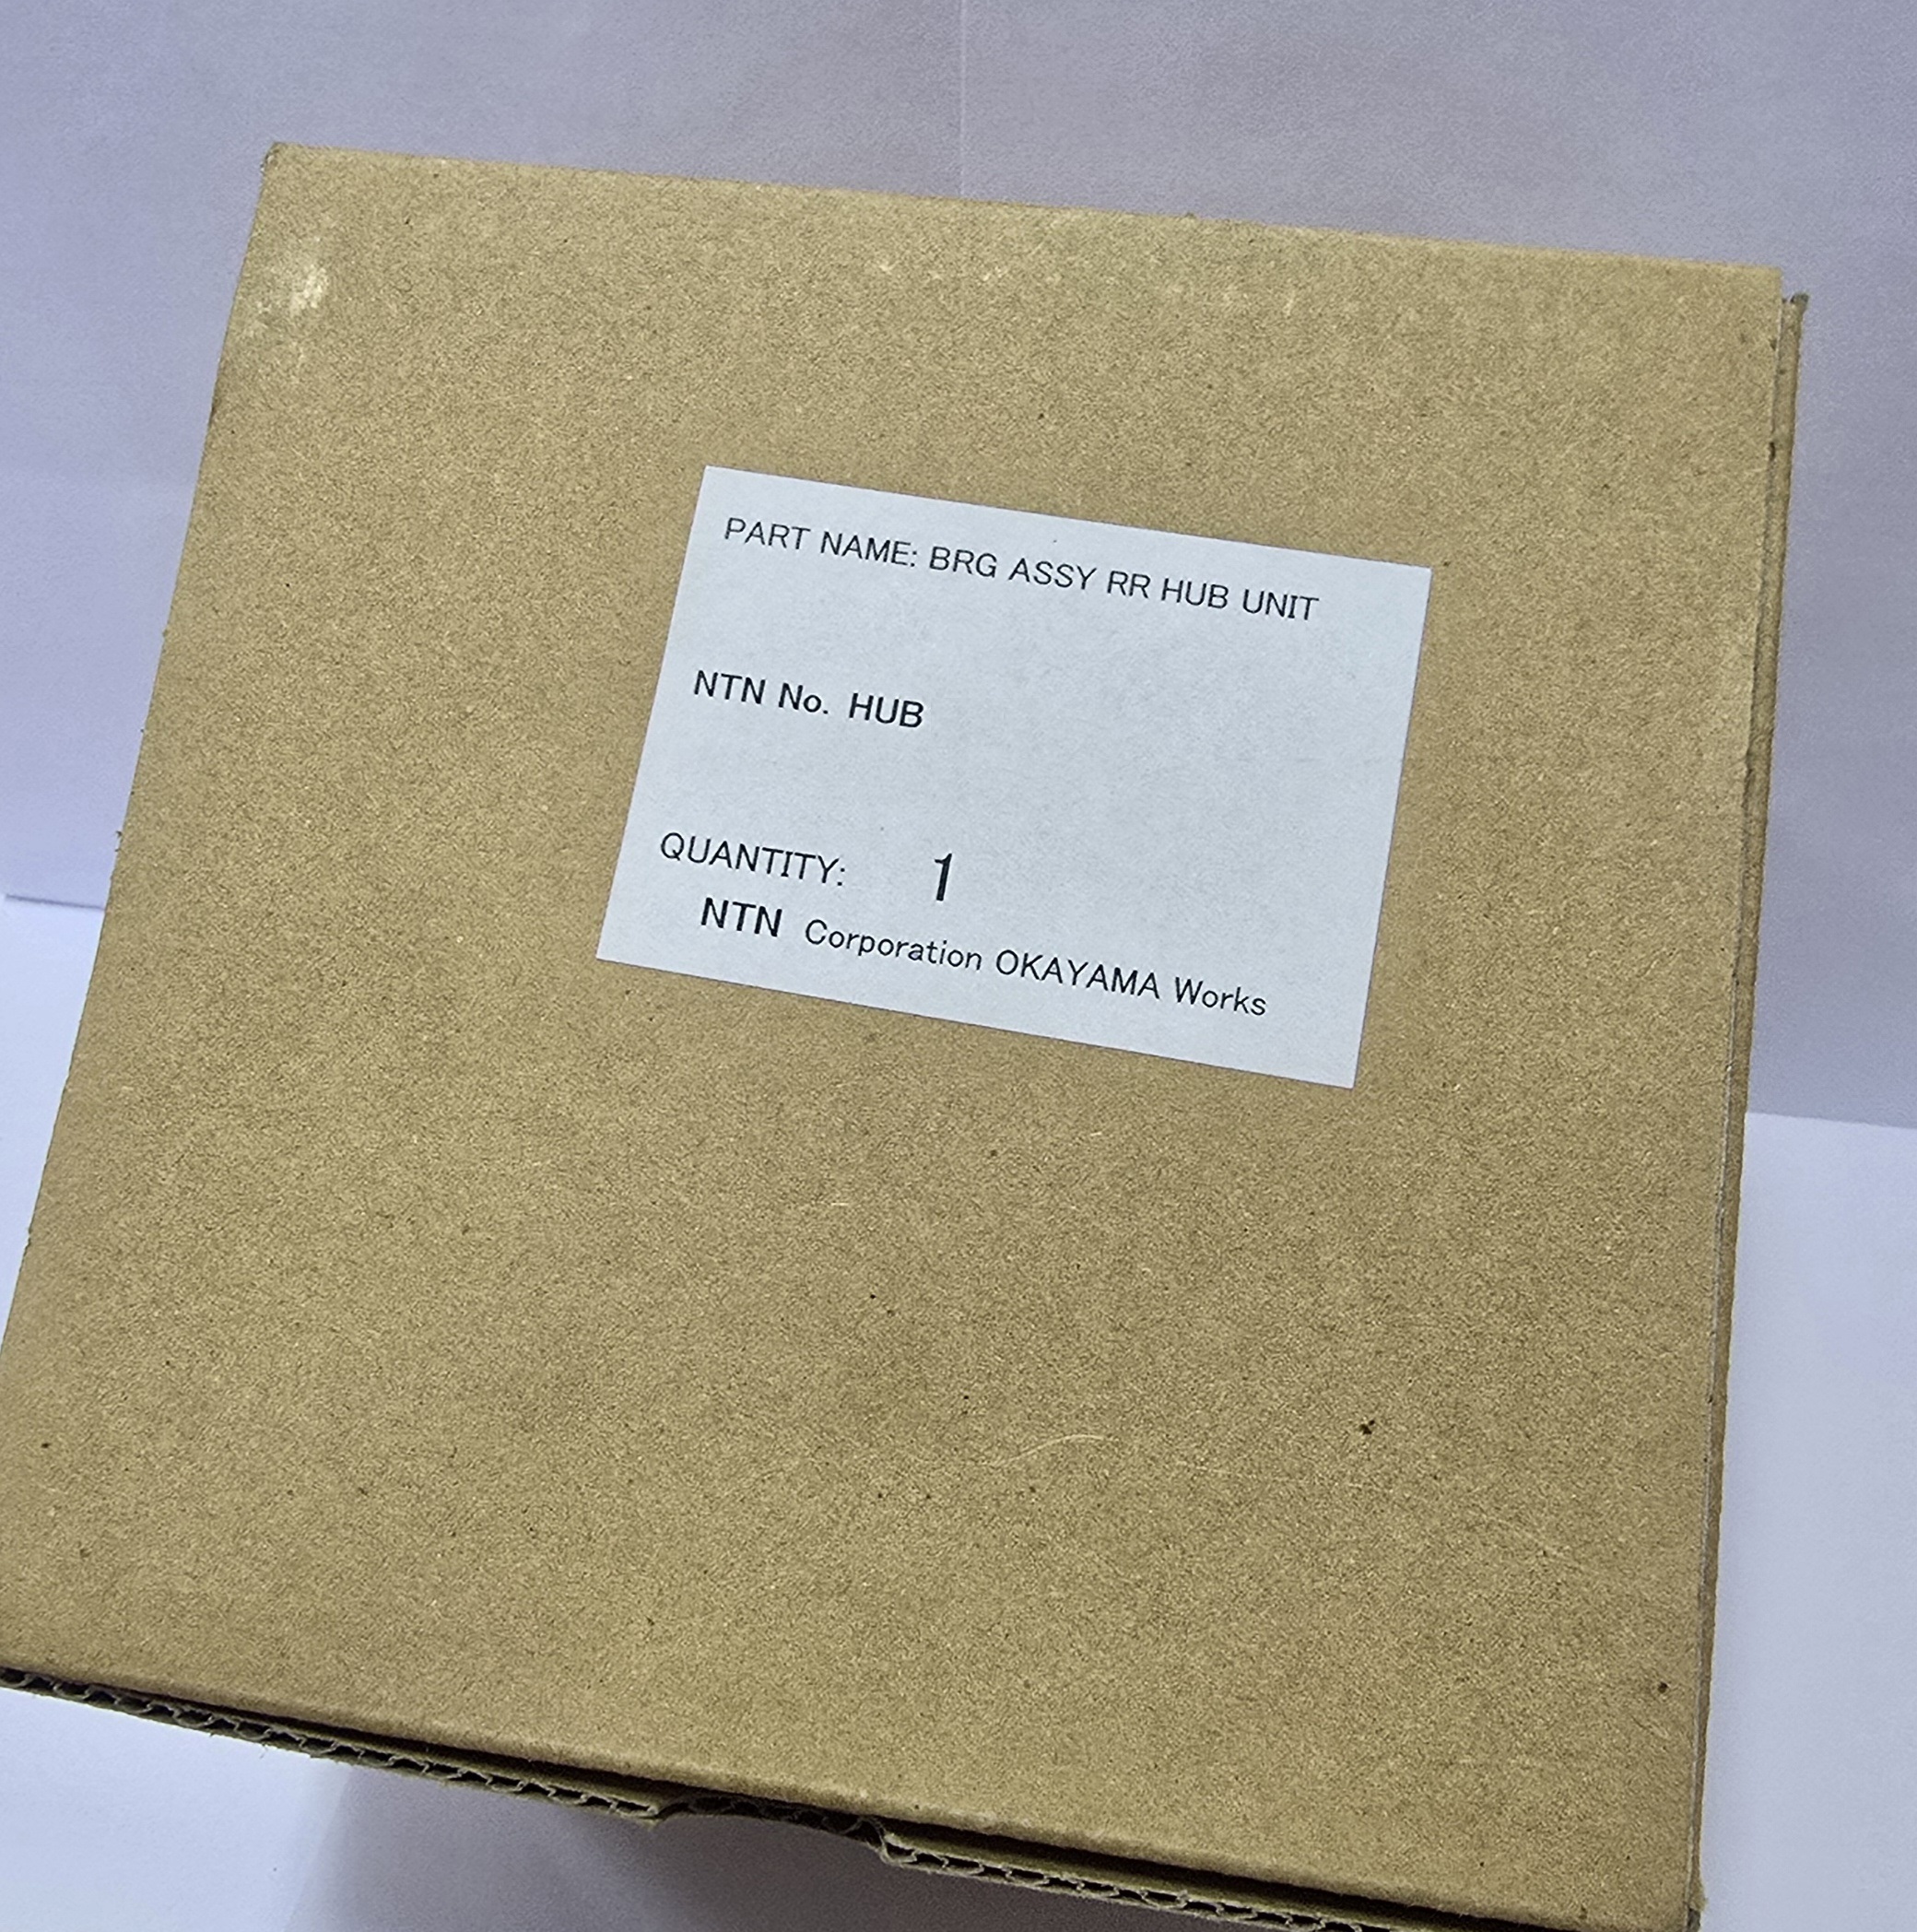 PART NAME: BRG ASSY RR HUB UNIT
NTN No. HUB
QUANTITY: 1
NTN Corporation OKAYAMA Works